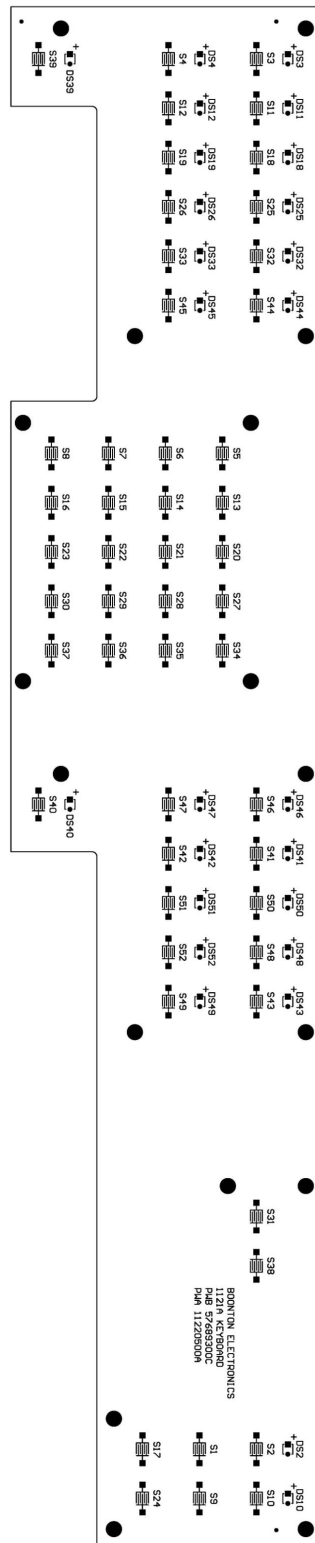 + DS3 + DS11 + DS18 + DS25 + DS32 + DS44
S3 S11 S18 S25 S32 S44
+ DS4 + DS12 + DS19 + DS26 + DS33 + DS45
S4 S12 S19 S26 S33 S45
+ DS39
S39
S5 S13 S20 S27 S34
S6 S14 S21 S28 S35
S7 S15 S22 S29 S36
S8 S16 S23 S30 S37
+ DS46 + DS41 + DS50 + DS48 + DS43
S46 S41 S50 S48 S43
+ DS47 + DS42 + DS51 + DS52 + DS49
S47 S42 S51 S52 S49
+ DS40
S40
S31 S38
BOONTON ELECTRONICS
1121A KEYBOARD
PWB 57689300C
PWA 11220500A
+ DS2 + DS10
S2 S10
S1 S9
S17 S24